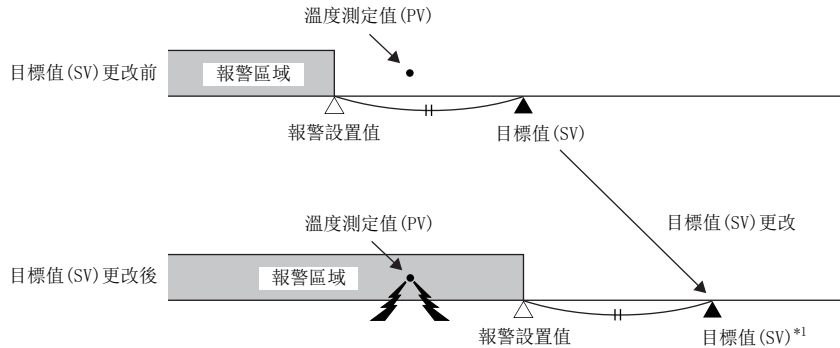 溫度測定值(PV)
目標值(SV)更改前
報警區域
報警設置值
目標值(SV)
溫度測定值(PV)
目標值(SV)更改
目標值(SV)更改後
報警區域
報警設置值
目標值(SV)*1